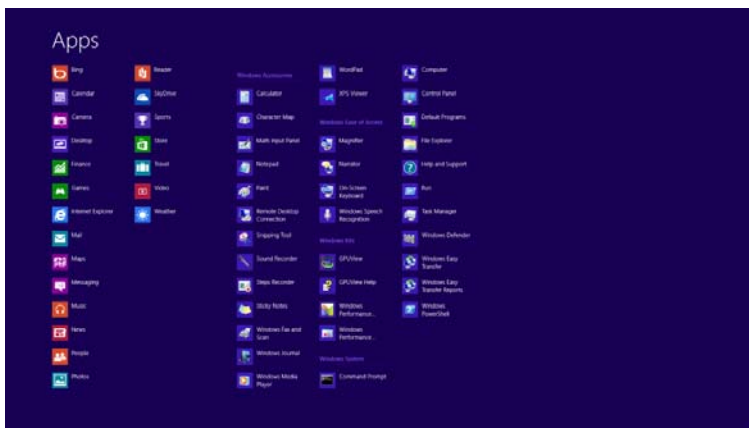 Apps
Bing
Calendar
Camera
Desktop
Finance
Games
Internet Explorer
Mail
Maps
Messaging
Music
News
People
Photos
Reader
SkyDrive
Sports
Store
Travel
Video
Weather
Windows Accessories
Calculator
Character Map
Math Input Panel
Notepad
Paint
Remote Desktop
Connection
Snipping Tool
Sound Recorder
Steps Recorder
Sticky Notes
Windows Fax and
Scan
Windows Journal
Windows Media
Player
WordPad
XPS Viewer
Windows Ease of Access
Magnifier
Narrator
On-Screen
Keyboard
Windows Speech
Recognition
Windows Kits
GPUView
GPUView Help
Windows
Performance...
Windows
Performance...
Windows System
Command Prompt
Computer
Control Panel
Default Programs
File Explorer
Help and Support
Run
Task Manager
Windows Defender
Windows Easy
Transfer
Windows Easy
Transfer Reports
Windows
PowerShell